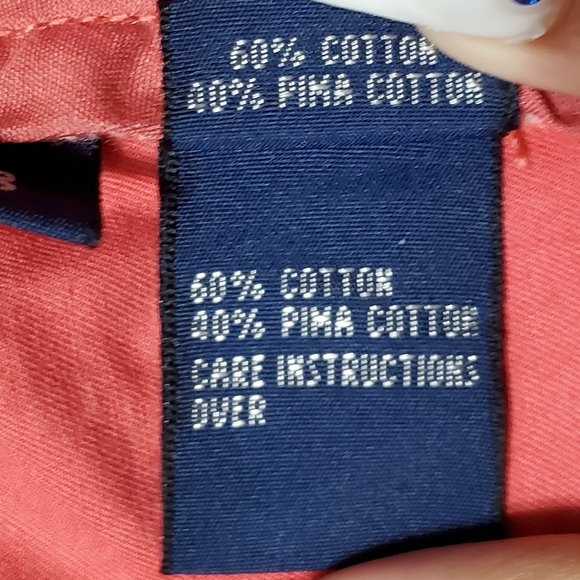 60% COTTON
40% PIMA COTTON
60% COTTON
40% PIMA COTTON
CARE INSTRUCTIONS
OVER